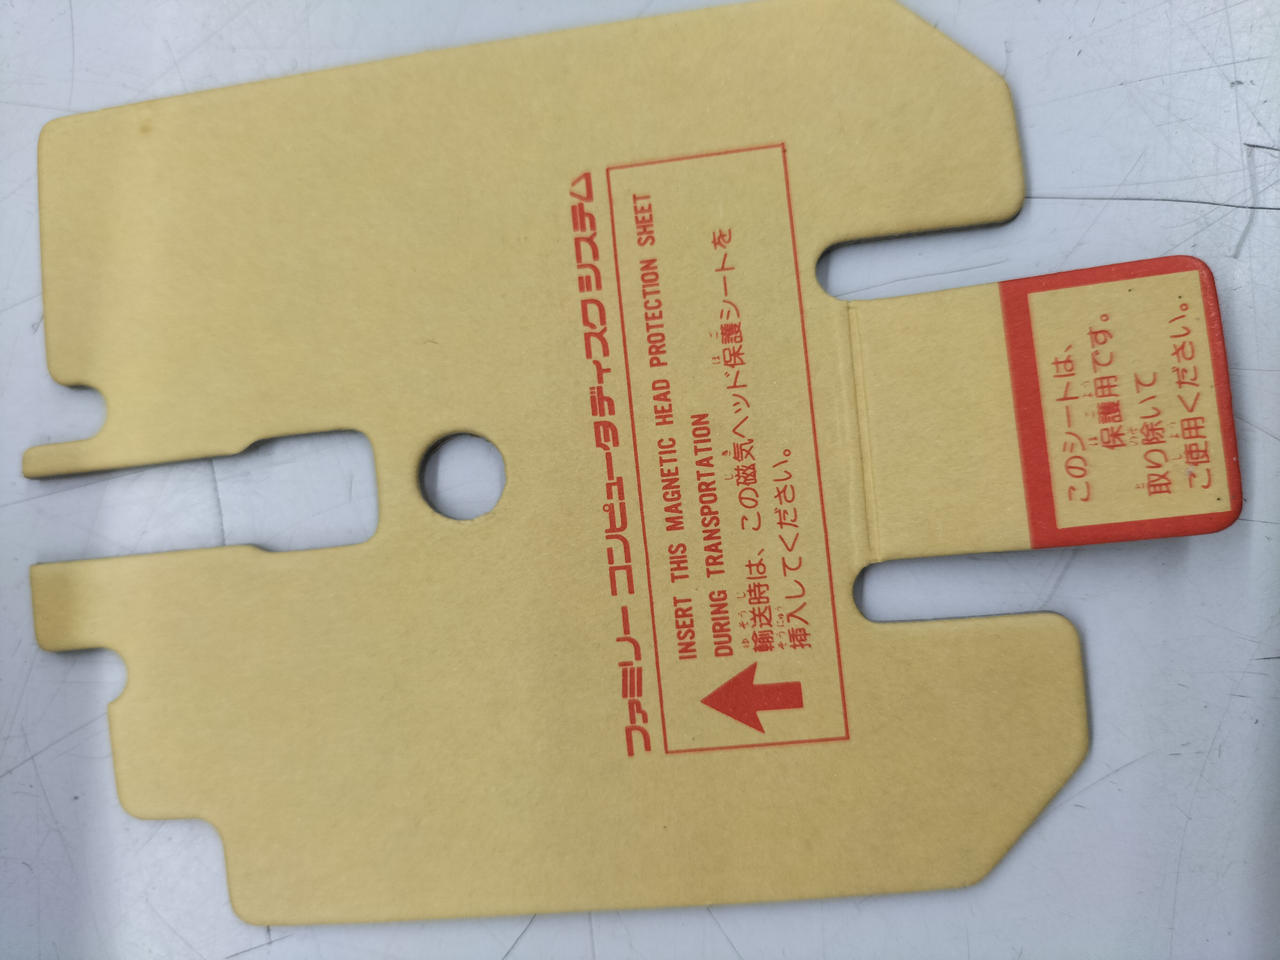 ファミリー コンピュータディスクシステム
INSERT THIS MAGNETIC HEAD PROTECTION SHEET
DURING TRANSPORTATION
輸送時は、この磁気ヘッド保護シートを
挿入してください。
このシートは、
保護用です。
取り除いて
ご使用ください。